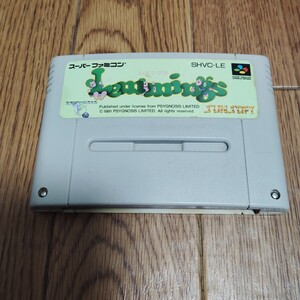 スーパーファミコン
SHVC-LE
Lemmings
Published under license from PSYGNOSIS LIMITED.
© 1991 PSYGNOSIS LIMITED. All rights reserved.